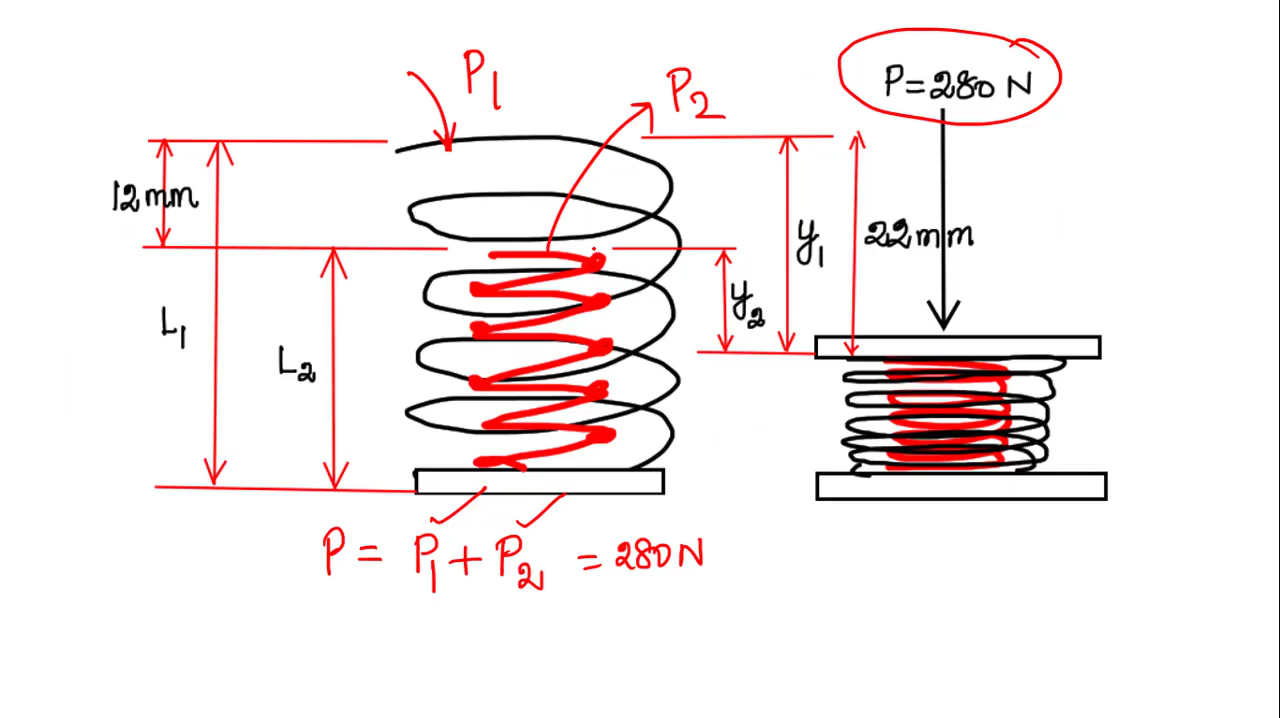 P1
P2
P=280 N
12mm
y1
22mm
y2
L1
L2
P = P1 + P2 = 280N